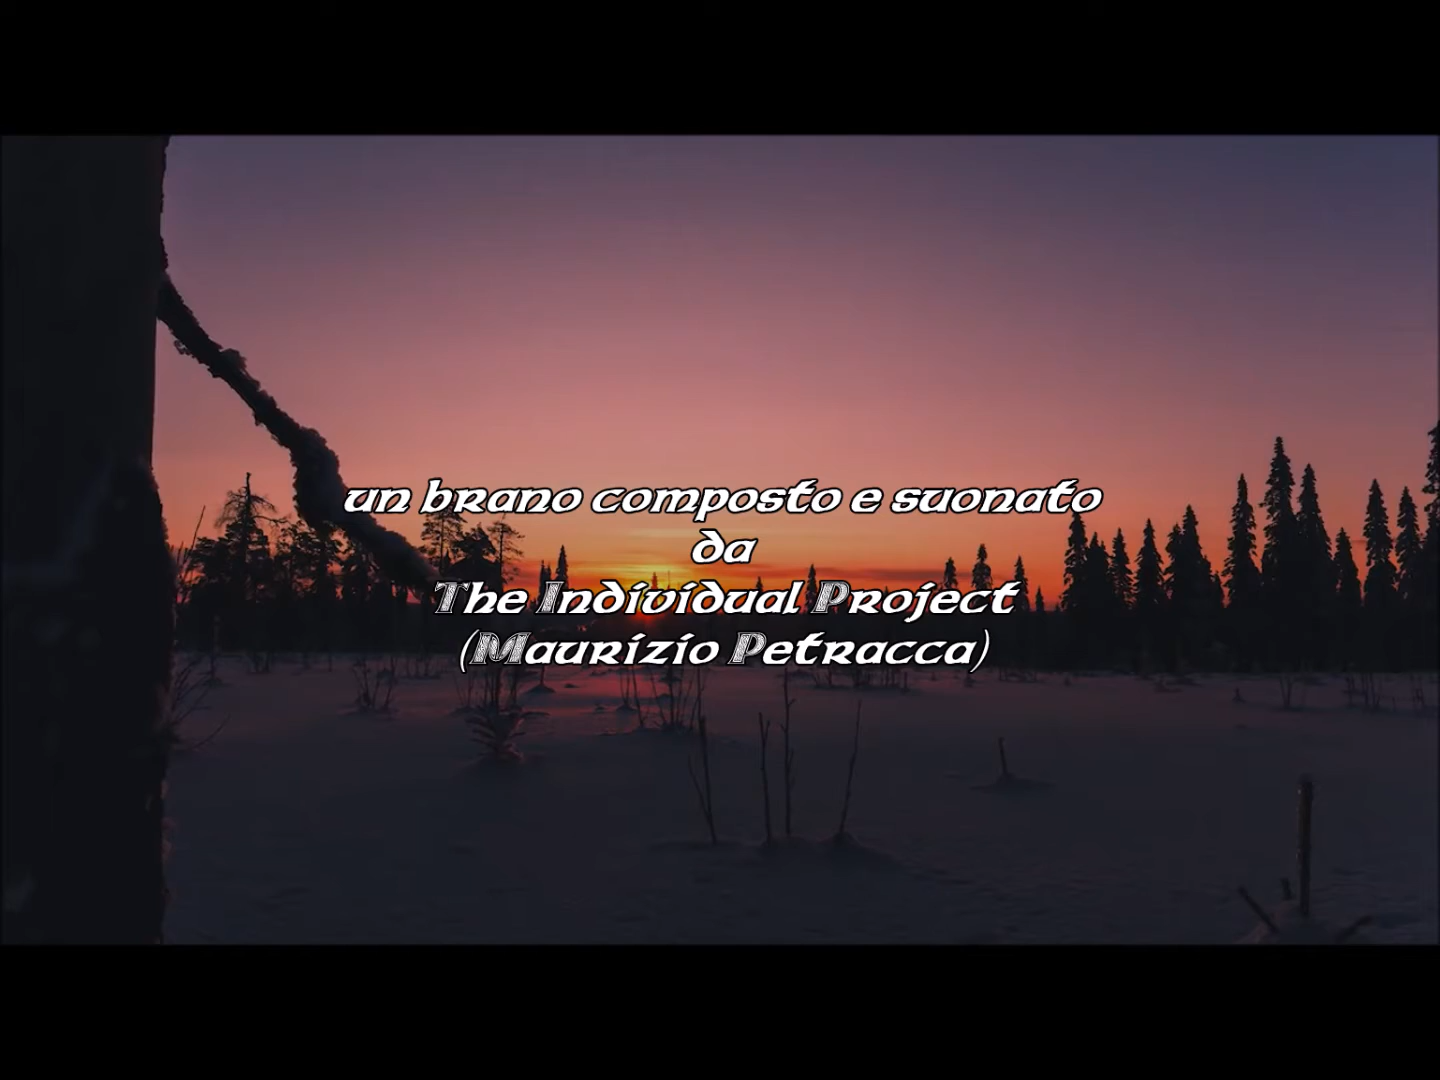 un brano composto e suonato
da
The Individual Project
(Maurizio Petracca)